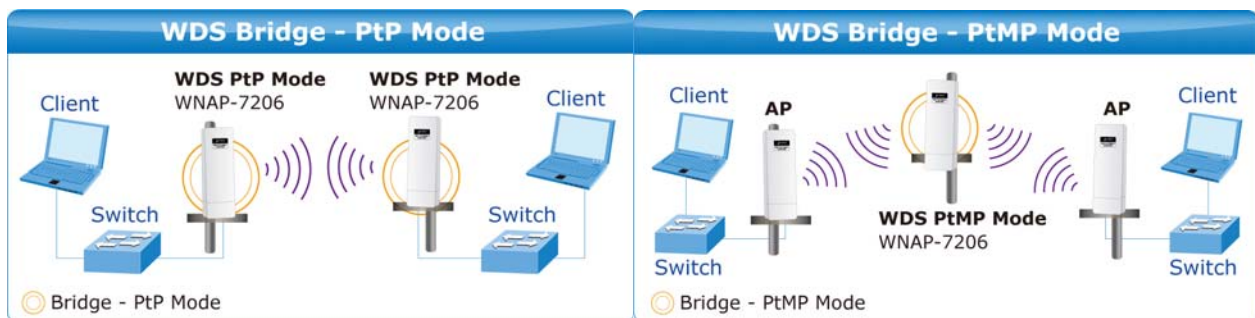 WDS Bridge - PtP Mode
WDS PtP Mode
WNAP-7206
WDS PtP Mode
WNAP-7206
Client
Client
Switch
Switch
Bridge - PtP Mode
WDS Bridge - PtMP Mode
Client
AP
AP
Client
WDS PtMP Mode
WNAP-7206
Switch
Switch
Bridge - PtMP Mode